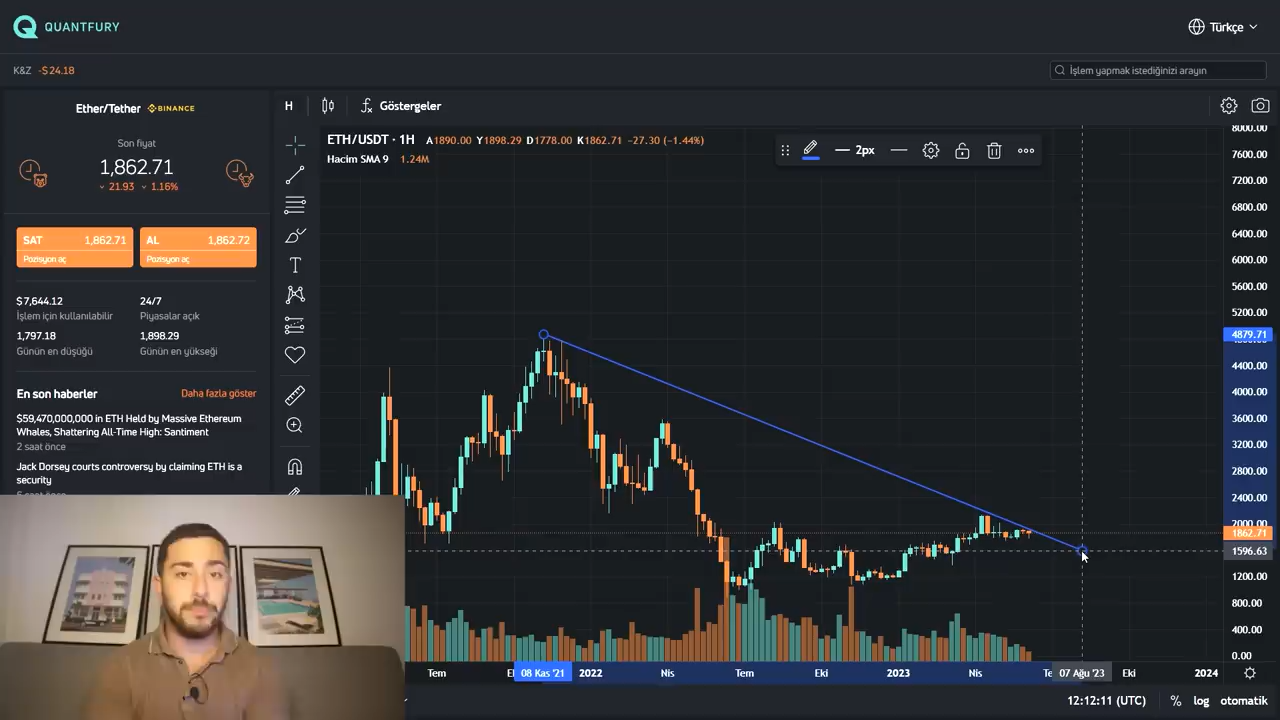 QUANTFURY
Türkçe
K&Z -$24.18
İşlem yapmak istediğinizi arayın
Ether/Tether BINANCE
Son fiyat
1,862.71
21.93 1.16%
SAT 1,862.71
Pozisyon aç
AL 1,862.72
Pozisyon aç
$7,644.12
İşlem için kullanılabilir
24/7
Piyasalar açık
1,797.18
Günün en düşüğü
1,898.29
Günün en yükseği
En son haberler
Daha fazla göster
$59,470,000,000 in ETH Held by Massive Ethereum
Whales, Shattering All-Time High: Santiment
2 saat önce
Jack Dorsey courts controversy by claiming ETH is a
security
H
Göstergeler
ETH/USDT · 1H A1890.00 Y1898.29 D1778.00 K1862.71 −27.30 (−1.44%)
Hacim SMA 9 1.24M
2px
8000.00
7600.00
7200.00
6800.00
6400.00
6000.00
5600.00
5200.00
4879.71
4400.00
4000.00
3600.00
3200.00
2800.00
2400.00
2000.00
1862.71
1596.63
1200.00
800.00
400.00
0.00
Tem
08 Kas '21
2022
Nis
Tem
Eki
2023
Nis
07 Ağu '23
Eki
2024
12:12:11 (UTC)
%
log
otomatik